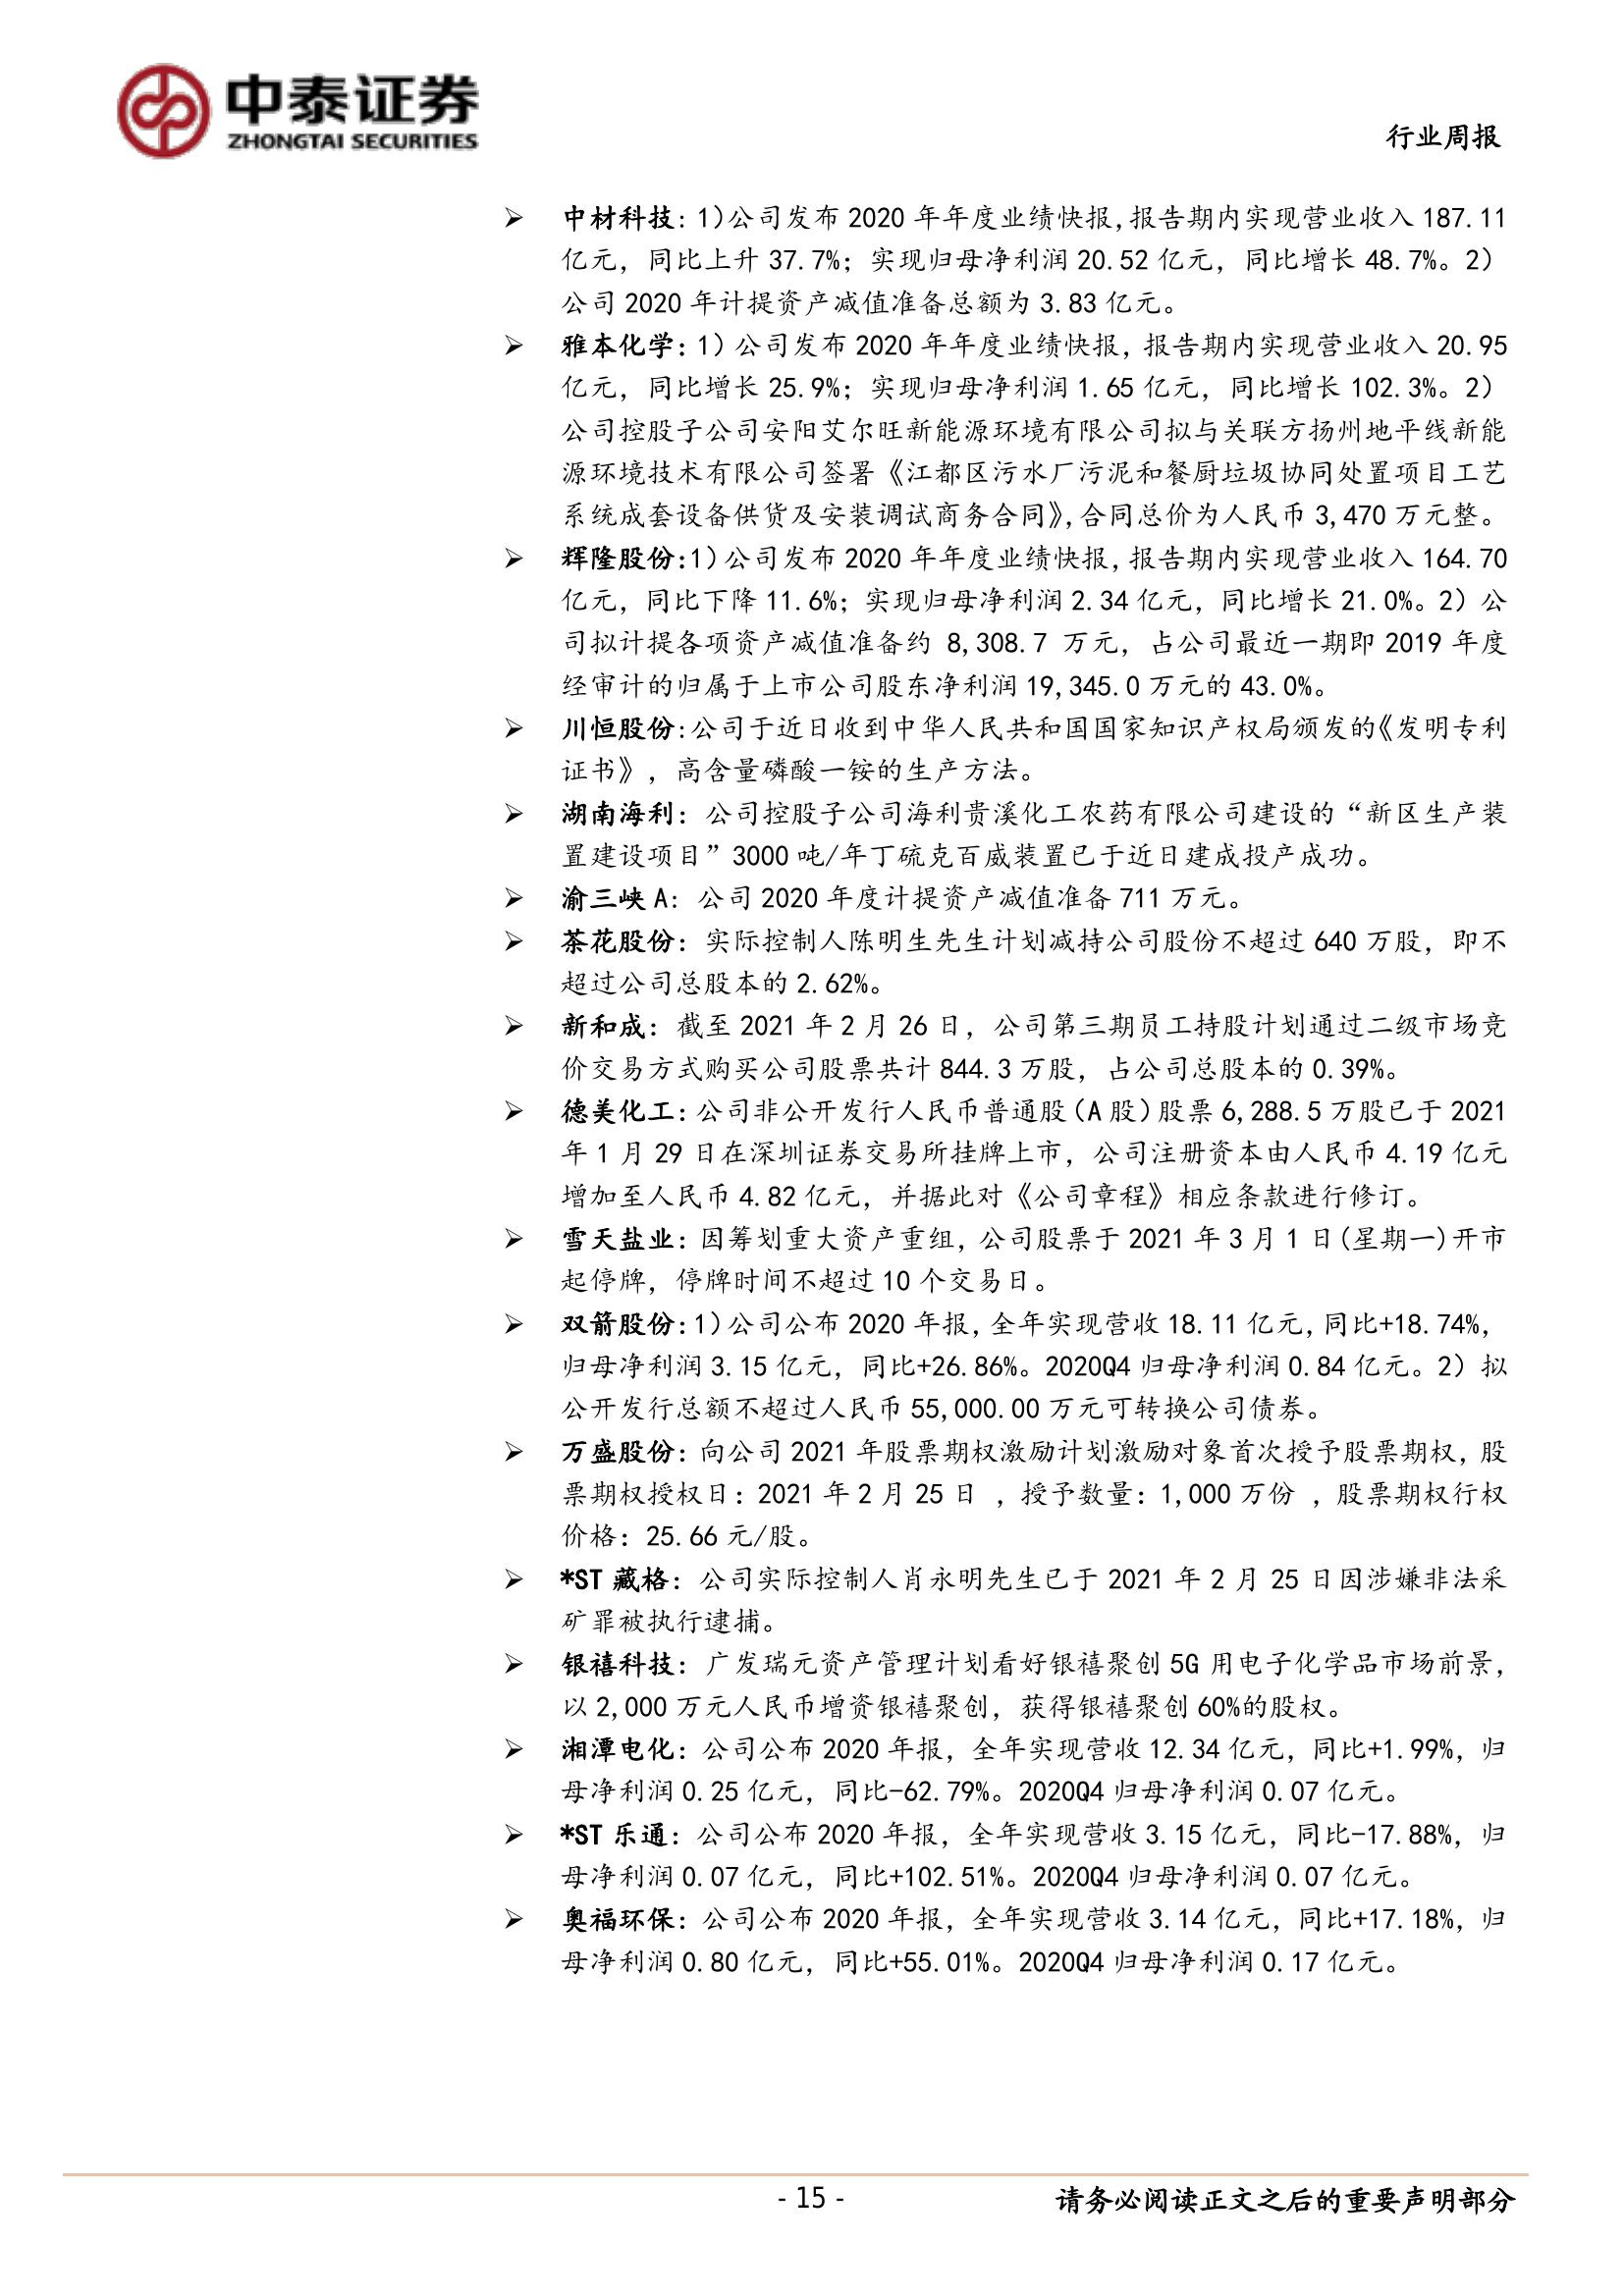 中泰证券
ZHONGTAI SECURITIES
行业周报
➢ 中材科技：1）公司发布 2020 年年度业绩快报，报告期内实现营业收入 187.11
亿元，同比上升 37.7%；实现归母净利润 20.52 亿元，同比增长 48.7%。2）
公司 2020 年计提资产减值准备总额为 3.83 亿元。
➢ 雅本化学：1）公司发布 2020 年年度业绩快报，报告期内实现营业收入 20.95
亿元，同比增长 25.9%；实现归母净利润 1.65 亿元，同比增长 102.3%。2）
公司控股子公司安阳艾尔旺新能源环境有限公司拟与关联方扬州地平线新能
源环境技术有限公司签署《江都区污水厂污泥和餐厨垃圾协同处置项目工艺
系统成套设备供货及安装调试商务合同》，合同总价为人民币 3,470 万元整。
➢ 辉隆股份：1）公司发布 2020 年年度业绩快报，报告期内实现营业收入 164.70
亿元，同比下降 11.6%；实现归母净利润 2.34 亿元，同比增长 21.0%。2）公
司拟计提各项资产减值准备约 8,308.7 万元，占公司最近一期即 2019 年度
经审计的归属于上市公司股东净利润 19,345.0 万元的 43.0%。
➢ 川恒股份：公司于近日收到中华人民共和国国家知识产权局颁发的《发明专利
证书》，高含量磷酸一铵的生产方法。
➢ 湖南海利：公司控股子公司海利贵溪化工农药有限公司建设的“新区生产装
置建设项目”3000 吨/年丁硫克百威装置已于近日建成投产成功。
➢ 渝三峡 A：公司 2020 年度计提资产减值准备 711 万元。
➢ 茶花股份：实际控制人陈明生先生计划减持公司股份不超过 640 万股，即不
超过公司总股本的 2.62%。
➢ 新和成：截至 2021 年 2 月 26 日，公司第三期员工持股计划通过二级市场竞
价交易方式购买公司股票共计 844.3 万股，占公司总股本的 0.39%。
➢ 德美化工：公司非公开发行人民币普通股（A 股）股票 6,288.5 万股已于 2021
年 1 月 29 日在深圳证券交易所挂牌上市，公司注册资本由人民币 4.19 亿元
增加至人民币 4.82 亿元，并据此对《公司章程》相应条款进行修订。
➢ 雪天盐业：因筹划重大资产重组，公司股票于 2021 年 3 月 1 日（星期一）开市
起停牌，停牌时间不超过 10 个交易日。
➢ 双箭股份：1）公司公布 2020 年报，全年实现营收 18.11 亿元，同比+18.74%，
归母净利润 3.15 亿元，同比+26.86%。2020Q4 归母净利润 0.84 亿元。2）拟
公开发行总额不超过人民币 55,000.00 万元可转换公司债券。
➢ 万盛股份：向公司 2021 年股票期权激励计划激励对象首次授予股票期权，股
票期权授权日：2021 年 2 月 25 日 ，授予数量：1,000 万份 ，股票期权行权
价格：25.66 元/股。
➢ *ST 藏格：公司实际控制人肖永明先生已于 2021 年 2 月 25 日因涉嫌非法采
矿罪被执行逮捕。
➢ 银禧科技：广发瑞元资产管理计划看好银禧聚创 5G 用电子化学品市场前景，
以 2,000 万元人民币增资银禧聚创，获得银禧聚创 60%的股权。
➢ 湘潭电化：公司公布 2020 年报，全年实现营收 12.34 亿元，同比+1.99%，归
母净利润 0.25 亿元，同比-62.79%。2020Q4 归母净利润 0.07 亿元。
➢ *ST 乐通：公司公布 2020 年报，全年实现营收 3.15 亿元，同比-17.88%，归
母净利润 0.07 亿元，同比+102.51%。2020Q4 归母净利润 0.07 亿元。
➢ 奥福环保：公司公布 2020 年报，全年实现营收 3.14 亿元，同比+17.18%，归
母净利润 0.80 亿元，同比+55.01%。2020Q4 归母净利润 0.17 亿元。
- 15 -
请务必阅读正文之后的重要声明部分